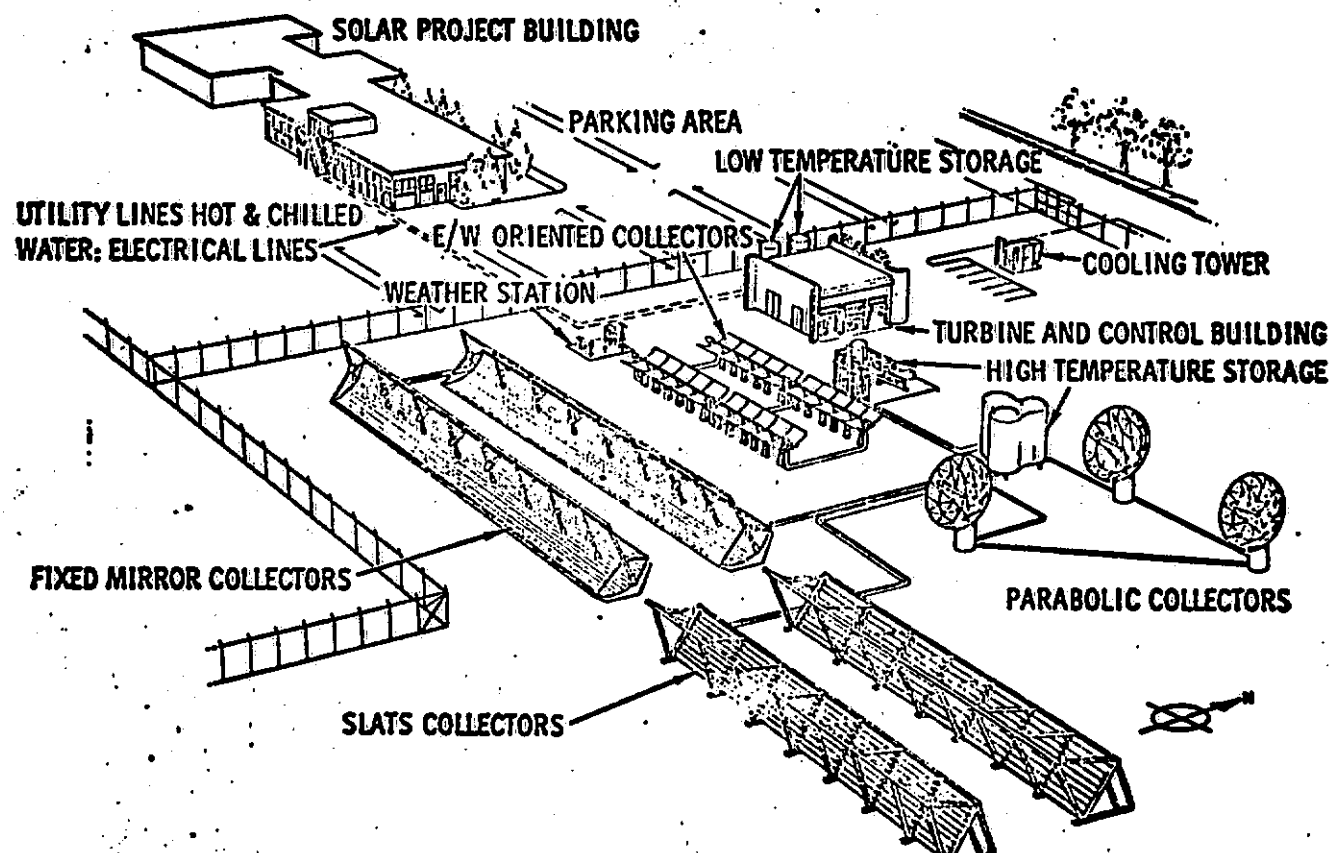 SOLAR PROJECT BUILDING
PARKING AREA
LOW TEMPERATURE STORAGE
UTILITY LINES HOT & CHILLED
WATER: ELECTRICAL LINES
E/W ORIENTED COLLECTORS
COOLING TOWER
WEATHER STATION
TURBINE AND CONTROL BUILDING
HIGH TEMPERATURE STORAGE
FIXED MIRROR COLLECTORS
PARABOLIC COLLECTORS
SLATS COLLECTORS
N